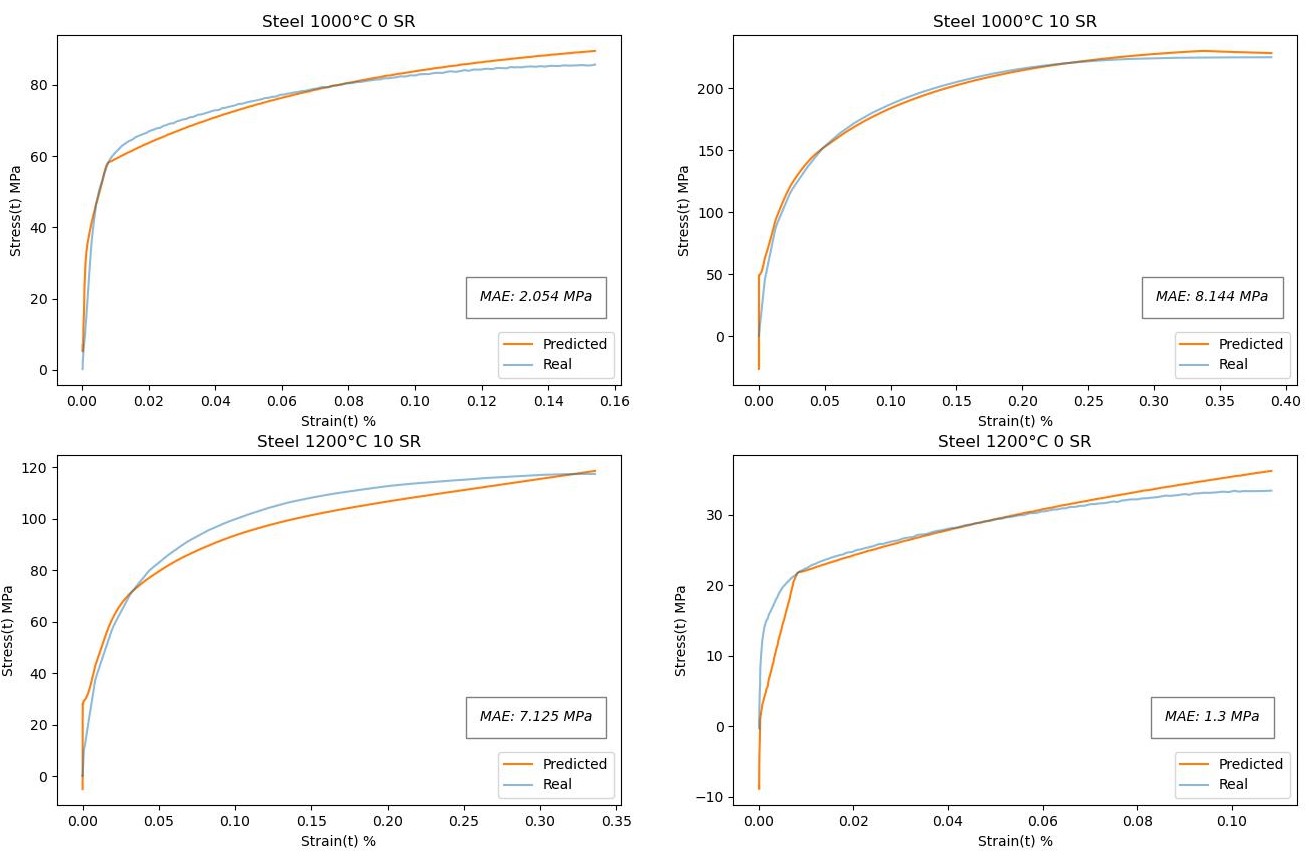 Steel 1000°C 0 SR
Stress(t) MPa
80
60
40
20
0
MAE: 2.054 MPa
Predicted
Real
0.00 0.02 0.04 0.06 0.08 0.10 0.12 0.14 0.16
Strain(t) %
Steel 1000°C 10 SR
Stress(t) MPa
200
150
100
50
0
MAE: 8.144 MPa
Predicted
Real
0.00 0.05 0.10 0.15 0.20 0.25 0.30 0.35 0.40
Strain(t) %
Steel 1200°C 10 SR
Stress(t) MPa
120
100
80
60
40
20
0
MAE: 7.125 MPa
Predicted
Real
0.00 0.05 0.10 0.15 0.20 0.25 0.30 0.35
Strain(t) %
Steel 1200°C 0 SR
Stress(t) MPa
30
20
10
0
−10
MAE: 1.3 MPa
Predicted
Real
0.00 0.02 0.04 0.06 0.08 0.10
Strain(t) %